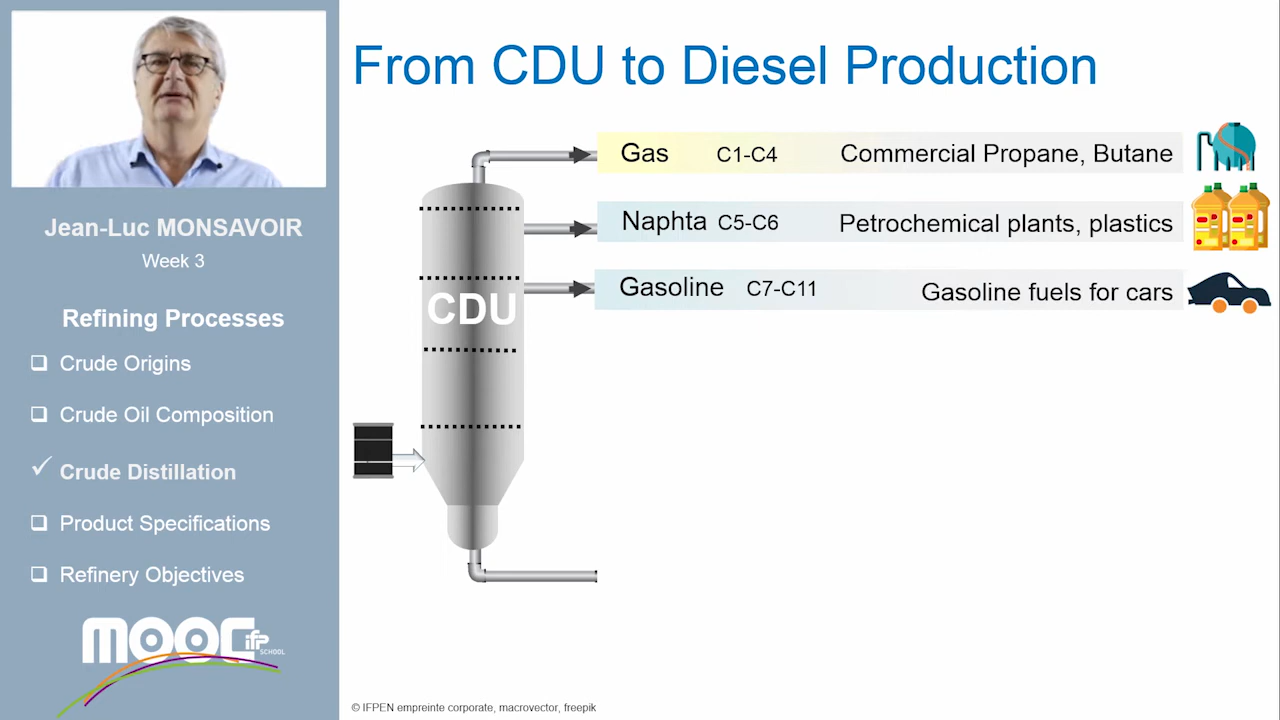 From CDU to Diesel Production
Gas C1-C4 Commercial Propane, Butane
Naphta C5-C6 Petrochemical plants, plastics
Gasoline C7-C11 Gasoline fuels for cars
CDU
Jean-Luc MONSAVOIR
Week 3
Refining Processes
Crude Origins
Crude Oil Composition
Crude Distillation
Product Specifications
Refinery Objectives
MOOC ifp SCHOOL
© IFPEN empreinte corporate, macrovector, freepik